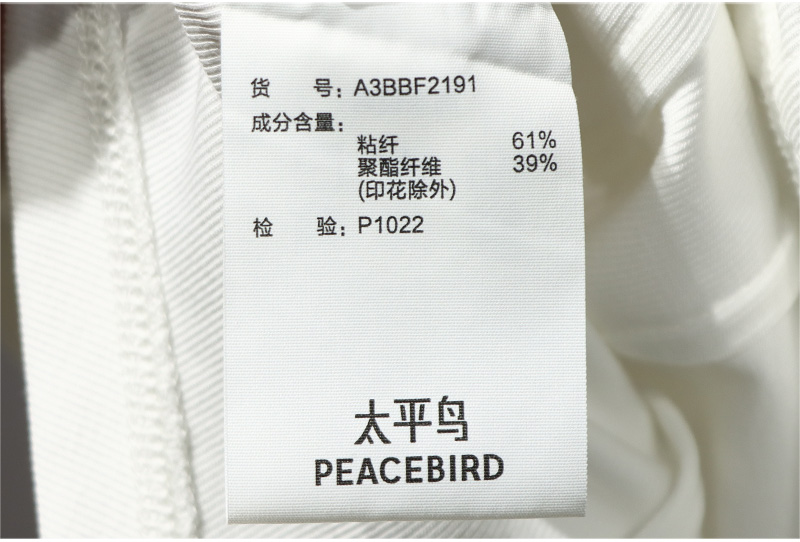 货 号：A3BBF2191
成分含量：
粘纤 61%
聚酯纤维 39%
(印花除外)
检 验：P1022
太平鸟
PEACEBIRD